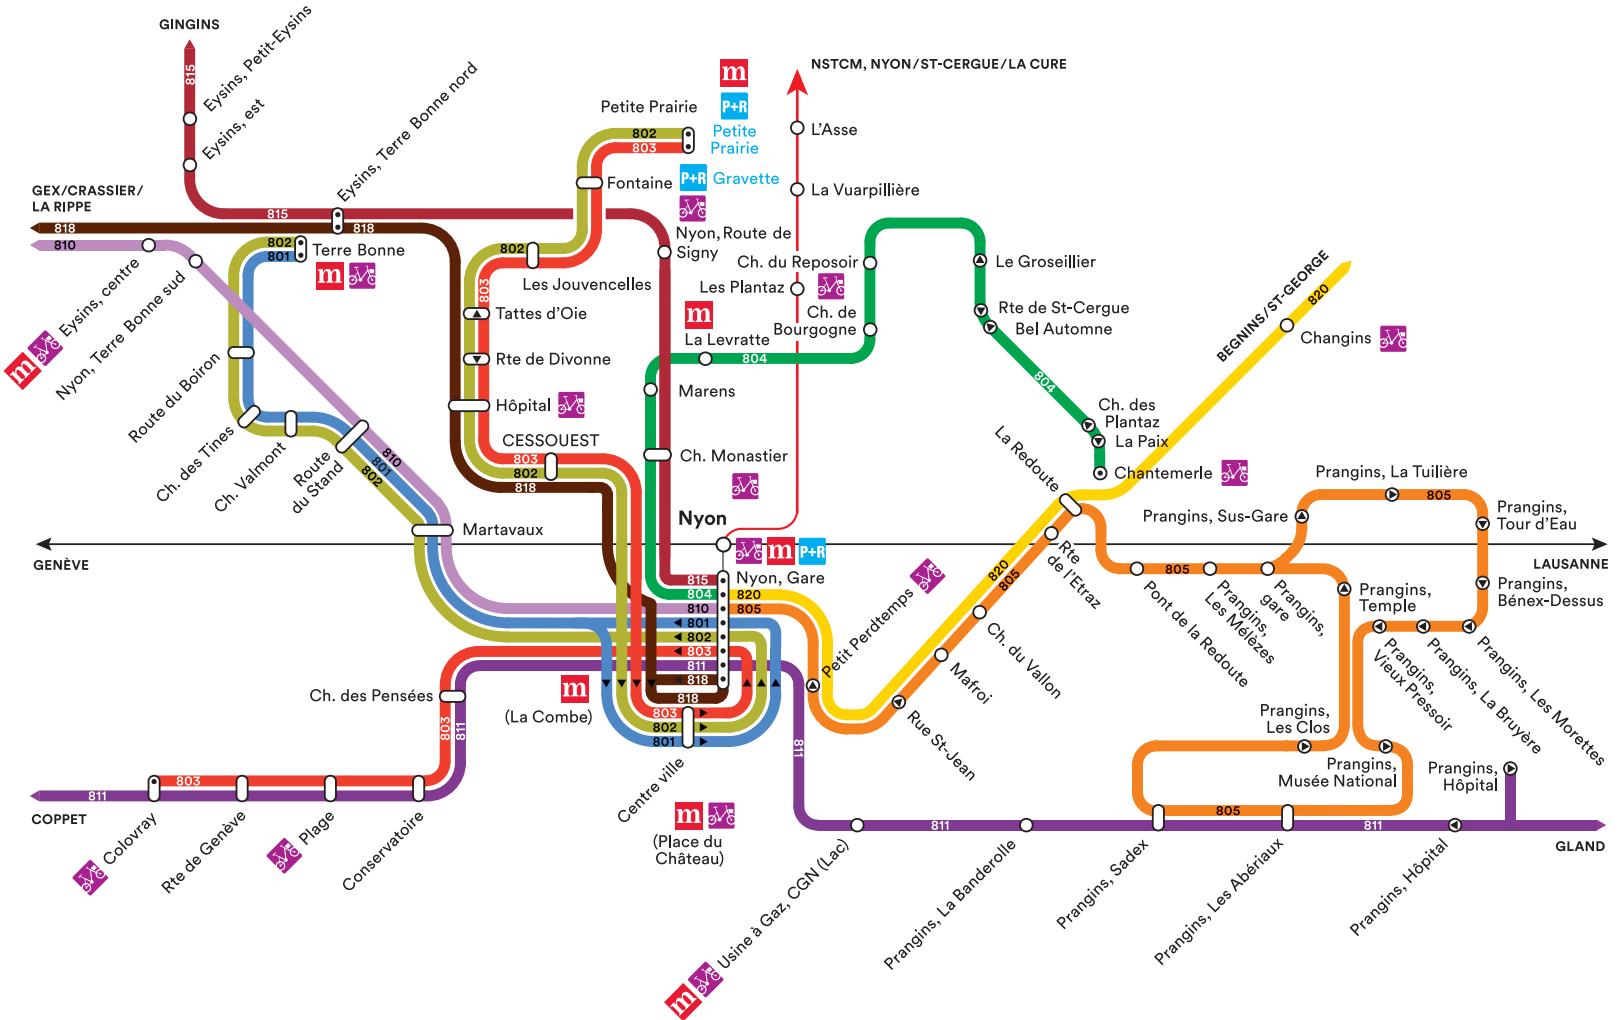 GINGINS
815
Eysins, Petit-Eysins
Eysins, est
Eysins, Terre Bonne nord
GEX/CRASSIER/
LA RIPPE
818
810
815
818
802
801
Terre Bonne
m
Eysins, centre
Nyon, Terre Bonne sud
m
Route du Boiron
Ch. des Tines
Ch. Valmont
Route
du Stand
810
801
802
Martavaux
m
P+R
Petite
Prairie
Petite Prairie
802
803
Fontaine
P+R
Gravette
802
803
Les Jouvencelles
Tattes d'Oie
Rte de Divonne
Hôpital
CESSOUEST
803
802
818
Nyon, Route de
Signy
m
La Levratte
804
Marens
Ch. Monastier
NSTCM, NYON/ST-CERGUE/LA CURE
L'Asse
La Vuarpillière
Ch. du Reposoir
Les Plantaz
Ch. de
Bourgogne
Le Groseillier
Rte de St-Cergue
Bel Automne
804
Ch. des
Plantaz
La Paix
Chantemerle
BEGNINS/ST-GEORGE
820
Changins
La Redoute
Nyon
m
P+R
GENÈVE
LAUSANNE
Nyon, Gare
815
804
810
801
802
803
811
818
818
820
805
m
(La Combe)
803
802
801
Centre ville
m
(Place du
Château)
Petit Perdtemps
820
805
Rte
de l'Etraz
Ch. du Vallon
Mafroi
Rue St-Jean
Prangins, La Tuilière
805
Prangins, Sus-Gare
Prangins,
Tour d'Eau
805
Pont de la Redoute
Prangins,
Les Mélèzes
Prangins,
gare
Prangins,
Temple
Prangins,
Bénex-Dessus
Prangins,
Vieux Pressoir
Prangins, La Bruyère
Prangins, Les Morettes
Prangins,
Les Clos
Prangins,
Musée National
Prangins,
Hôpital
805
Ch. des Pensées
803
811
803
811
COPPET
Colovray
Rte de Genève
Plage
Conservatoire
811
811
811
GLAND
m
Usine à Gaz, CGN (Lac)
Prangins, La Banderolle
Prangins, Sadex
Prangins, Les Abériaux
Prangins, Hôpital